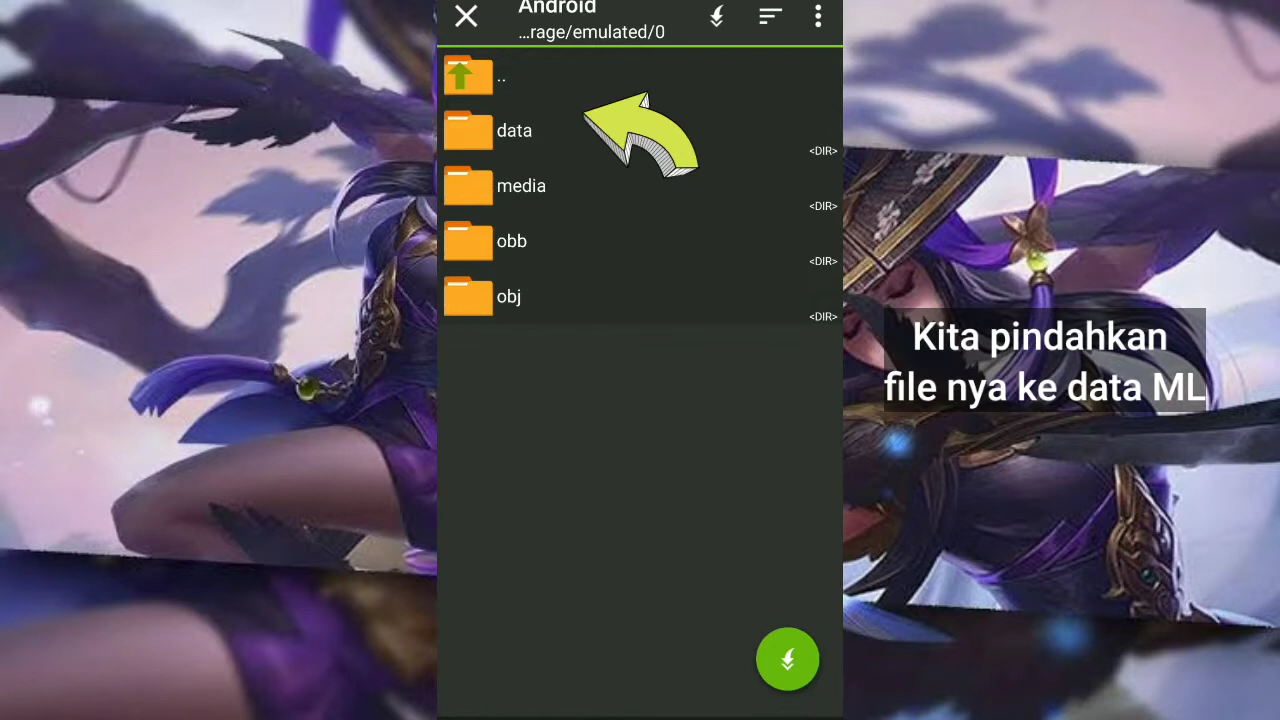 Android
...rage/emulated/0
..
data
<DIR>
media
<DIR>
obb
<DIR>
obj
<DIR>
Kita pindahkan
file nya ke data ML